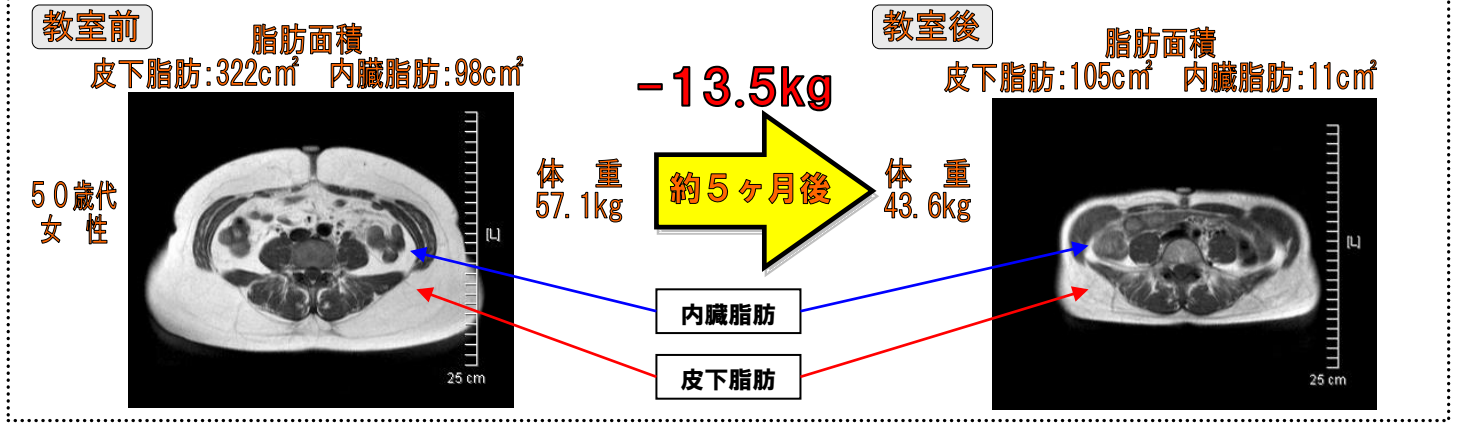 教室前
脂肪面積
皮下脂肪:322c㎡　内臓脂肪:98c㎡
５０歳代
女　性
25 cm
体　重
57.1kg
－13.5kg
約５ヶ月後
教室後
脂肪面積
皮下脂肪:105c㎡　内臓脂肪:11c㎡
体　重
43.6kg
25 cm
内臓脂肪
皮下脂肪